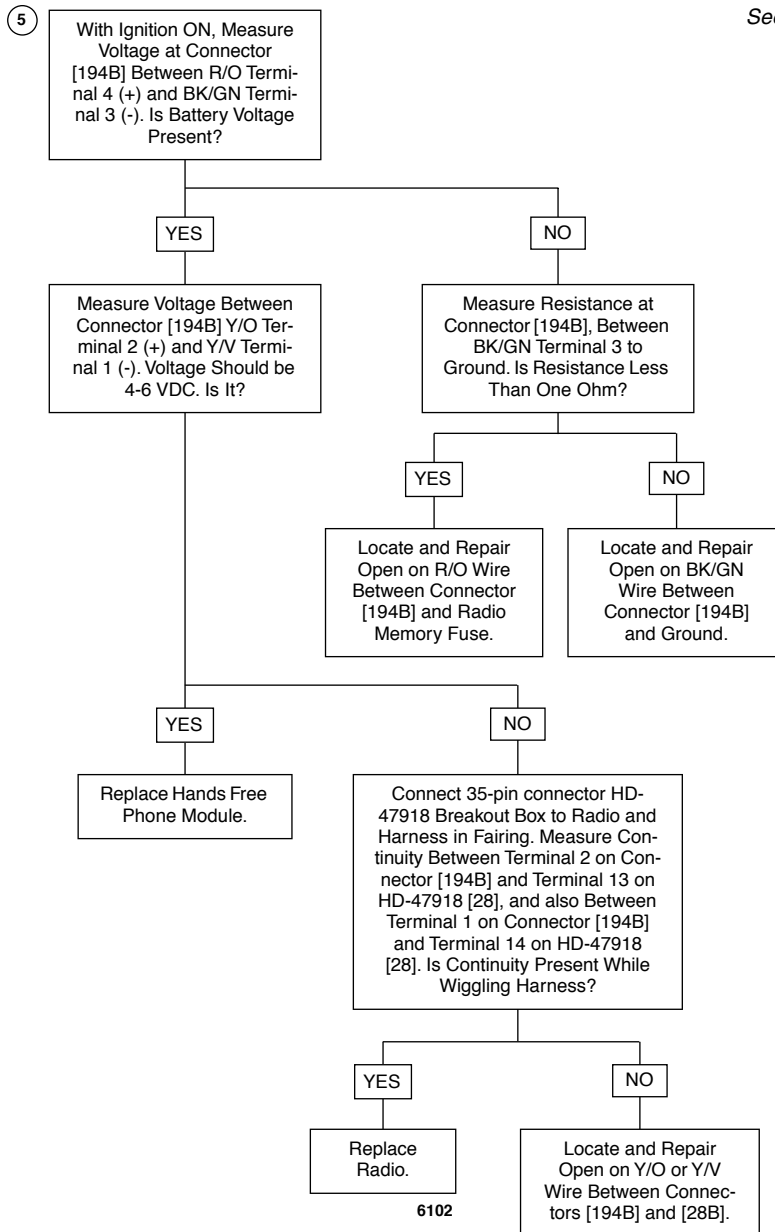 5
See
With Ignition ON, Measure
Voltage at Connector
[194B] Between R/O Termi-
nal 4 (+) and BK/GN Termi-
nal 3 (-). Is Battery Voltage
Present?
YES
NO
Measure Voltage Between
Connector [194B] Y/O Ter-
minal 2 (+) and Y/V Termi-
nal 1 (-). Voltage Should be
4-6 VDC. Is It?
Measure Resistance at
Connector [194B], Between
BK/GN Terminal 3 to
Ground. Is Resistance Less
Than One Ohm?
YES
NO
Locate and Repair
Open on R/O Wire
Between Connector
[194B] and Radio
Memory Fuse.
Locate and Repair
Open on BK/GN
Wire Between
Connector [194B]
and Ground.
YES
NO
Replace Hands Free
Phone Module.
Connect 35-pin connector HD-
47918 Breakout Box to Radio and
Harness in Fairing. Measure Con-
tinuity Between Terminal 2 on Con-
nector [194B] and Terminal 13 on
HD-47918 [28], and also Between
Terminal 1 on Connector [194B]
and Terminal 14 on HD-47918
[28]. Is Continuity Present While
Wiggling Harness?
YES
NO
Replace
Radio.
Locate and Repair
Open on Y/O or Y/V
Wire Between Connec-
tors [194B] and [28B].
6102